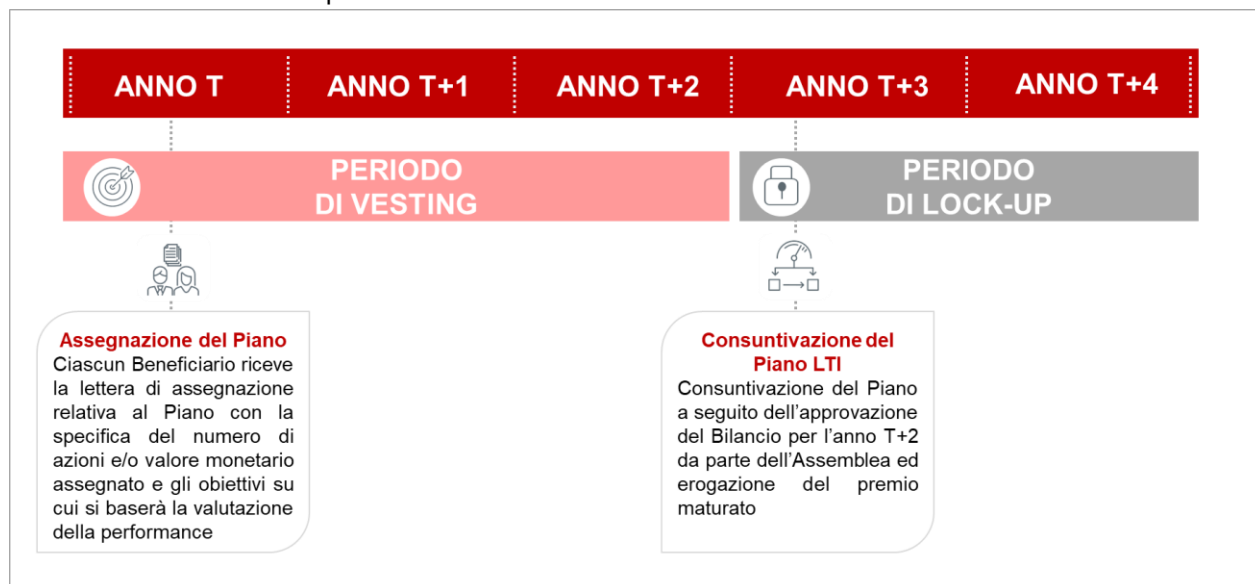 ANNO T
ANNO T+1
ANNO T+2
ANNO T+3
ANNO T+4
PERIODO
DI VESTING
PERIODO
DI LOCK-UP
Assegnazione del Piano
Ciascun Beneficiario riceve
la lettera di assegnazione
relativa al Piano con la
specifica del numero di
azioni e/o valore monetario
assegnato e gli obiettivi su
cui si baserà la valutazione
della performance
Consuntivazione del
Piano LTI
Consuntivazione del Piano
a seguito dell'approvazione
del Bilancio per l'anno T+2
da parte dell'Assemblea ed
erogazione del premio
maturato